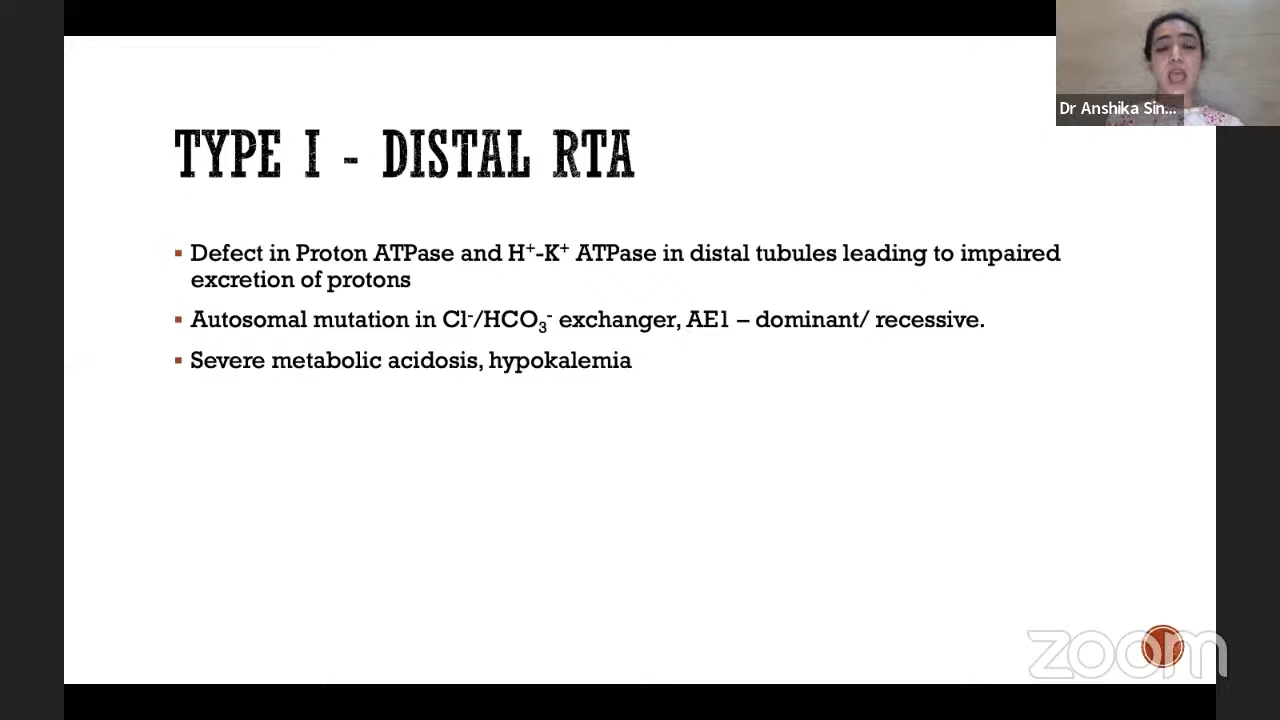 Dr Anshika Sin...
TYPE I - DISTAL RTA
▪ Defect in Proton ATPase and H⁺-K⁺ ATPase in distal tubules leading to impaired
excretion of protons
▪ Autosomal mutation in Cl⁻/HCO₃⁻ exchanger, AE1 – dominant/ recessive.
▪ Severe metabolic acidosis, hypokalemia
zoom